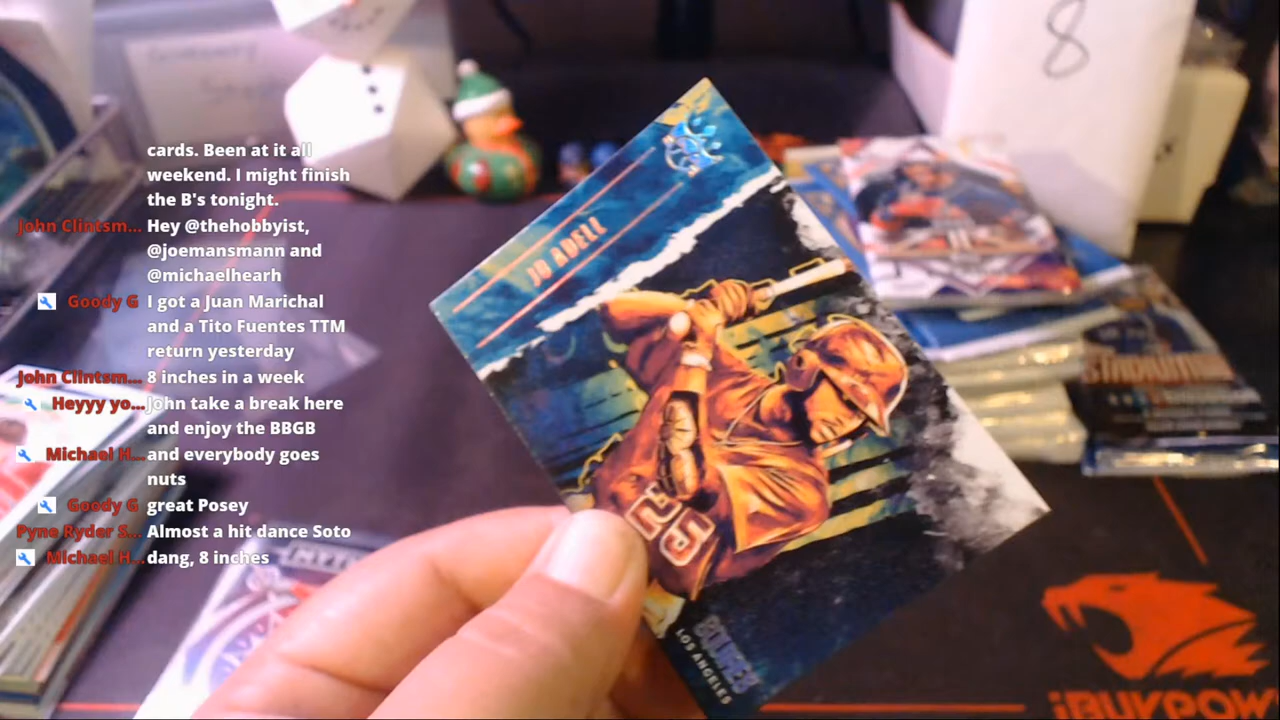 8
cards. Been at it all
weekend. I might finish
the B's tonight.
John Clintsm... Hey @thehobbyist,
@joemansmann and
@michaelhearh
Goody G I got a Juan Marichal
and a Tito Fuentes TTM
return yesterday
John Clintsm... 8 inches in a week
Heyyy yo... John take a break here
and enjoy the BBGB
Michael H... and everybody goes
nuts
Goody G great Posey
Pyne Ryder S... Almost a hit dance Soto
Michael H... dang, 8 inches
JO ADELL
25
LOS ANGELES
STADIUM
iBUYPOW